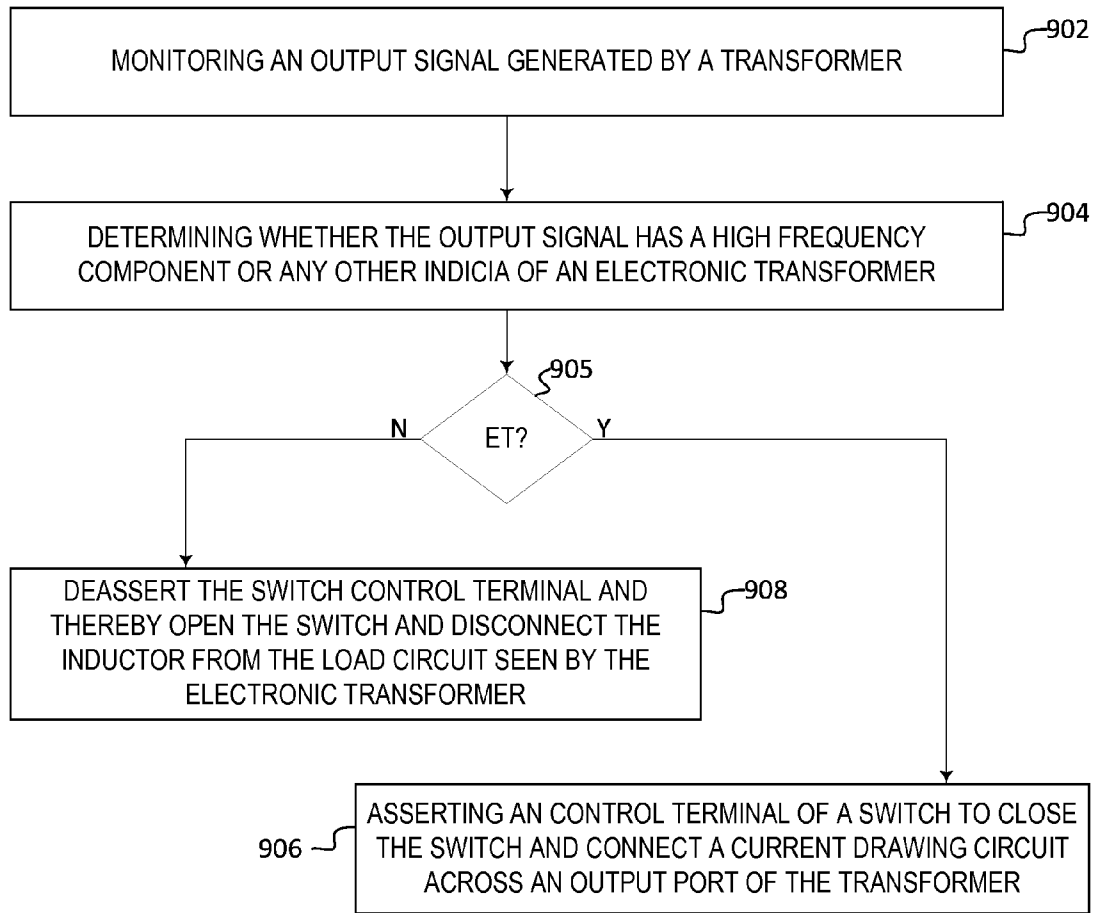 902
MONITORING AN OUTPUT SIGNAL GENERATED BY A TRANSFORMER
904
DETERMINING WHETHER THE OUTPUT SIGNAL HAS A HIGH FREQUENCY
COMPONENT OR ANY OTHER INDICIA OF AN ELECTRONIC TRANSFORMER
905
N
ET?
Y
DEASSERT THE SWITCH CONTROL TERMINAL AND
THEREBY OPEN THE SWITCH AND DISCONNECT THE
INDUCTOR FROM THE LOAD CIRCUIT SEEN BY THE
ELECTRONIC TRANSFORMER
908
ASSERTING AN CONTROL TERMINAL OF A SWITCH TO CLOSE
THE SWITCH AND CONNECT A CURRENT DRAWING CIRCUIT
ACROSS AN OUTPUT PORT OF THE TRANSFORMER
906